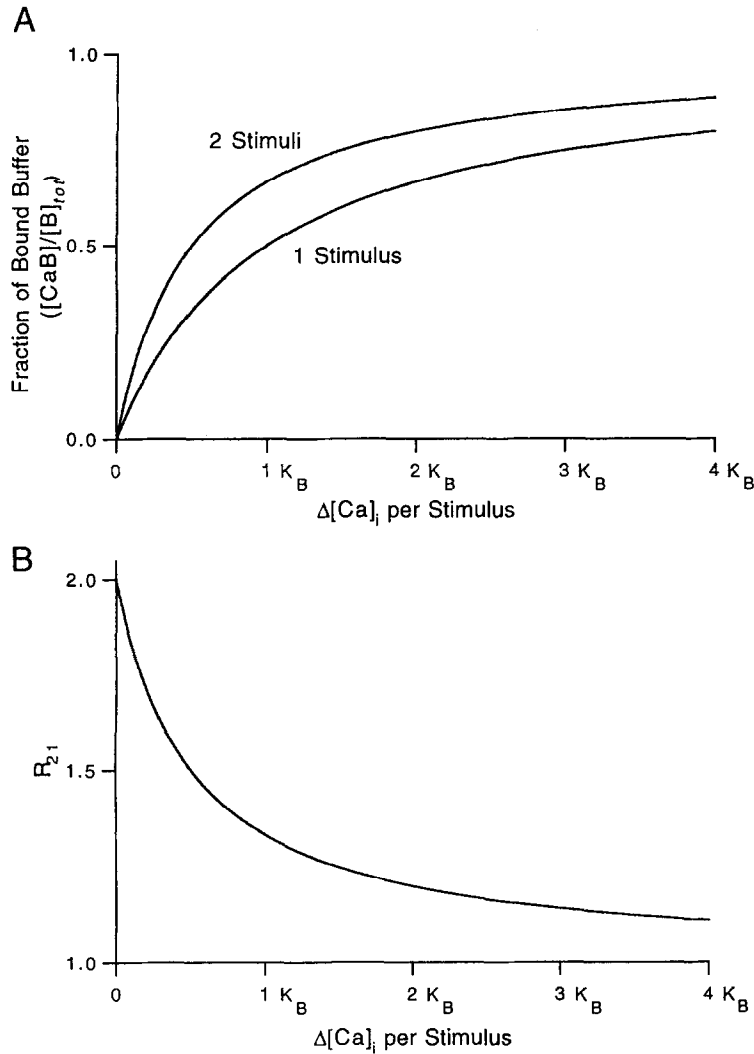 A
1.0
0.5
0.0
Fraction of Bound Buffer
([CaB]/[B]tot)
2 Stimuli
1 Stimulus
0
1 KB
2 KB
3 KB
4 KB
Δ[Ca]i per Stimulus
B
2.0
1.5
1.0
R21
0
1 KB
2 KB
3 KB
4 KB
Δ[Ca]i per Stimulus